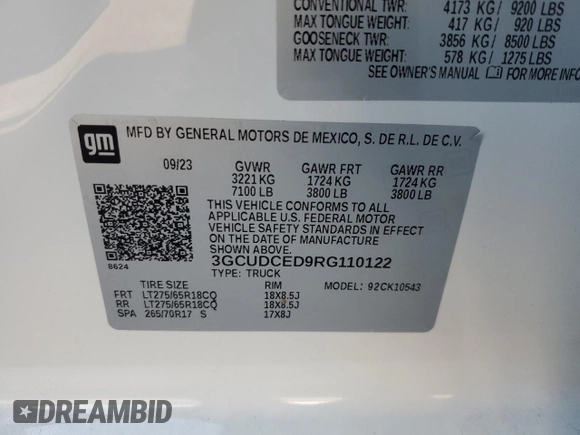 CONVENTIONAL TWR: 4173 KG/ 9200 LBS
MAX TONGUE WEIGHT: 417 KG/ 920 LBS
GOOSENECK TWR: 3856 KG/ 8500 LBS
MAX TONGUE WEIGHT: 578 KG/ 1275 LBS
SEE OWNER'S MANUAL FOR MORE INFORMATION
gm MFD BY GENERAL MOTORS DE MEXICO, S. DE R.L. DE C.V.
09/23 GVWR GAWR FRT GAWR RR
3221 KG 1724 KG 1724 KG
7100 LB 3800 LB 3800 LB
THIS VEHICLE CONFORMS TO ALL
APPLICABLE U.S. FEDERAL MOTOR
VEHICLE SAFETY STANDARDS IN
EFFECT ON THE DATE OF MANUFACTURE
SHOWN ABOVE.
8624 3GCUDCED9RG110122
TYPE: TRUCK
TIRE SIZE RIM MODEL: 92CK10543
FRT LT275/65R18CQ 18X8.5J
RR LT275/65R18CQ 18X8.5J
SPA 265/70R17 S 17X8J
DREAMBID